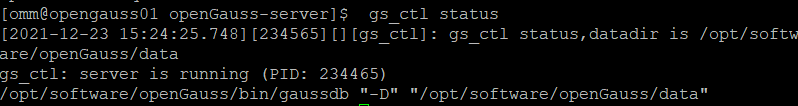 [omm@opengauss01 openGauss-server]$  gs_ctl status
[2021-12-23 15:24:25.748][234565][][gs_ctl]: gs_ctl status,datadir is /opt/softw
are/openGauss/data
gs_ctl: server is running (PID: 234465)
/opt/software/openGauss/bin/gaussdb "-D" "/opt/software/openGauss/data"